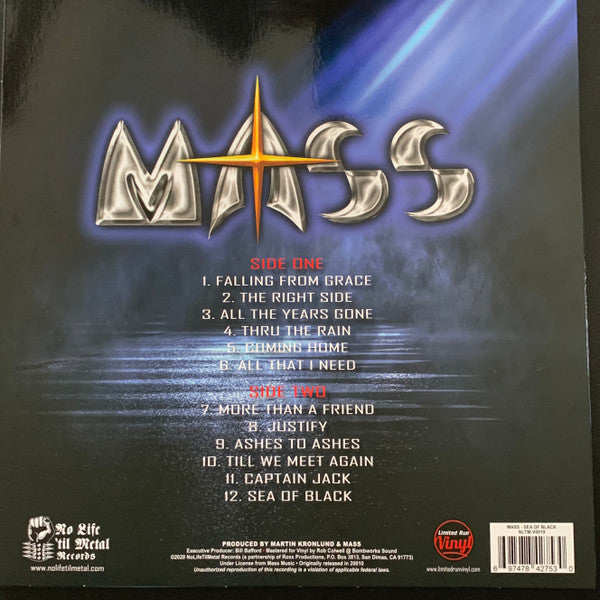 MASS
SIDE ONE
1. FALLING FROM GRACE
2. THE RIGHT SIDE
3. ALL THE YEARS GONE
4. THRU THE RAIN
5. COMING HOME
6. ALL THAT I NEED
SIDE TWO
7. MORE THAN A FRIEND
8. JUSTIFY
9. ASHES TO ASHES
10. TILL WE MEET AGAIN
11. CAPTAIN JACK
12. SEA OF BLACK
No Life
'til Metal
Records
www.nolifetilmetal.com
PRODUCED BY MARTIN KRONLUND & MASS
Executive Producer: Bill Bafford - Mastered for Vinyl by Rob Colwell @ Bombworks Sound
©2020 NoLifeTilMetal Records (a partnership of Roxx Productions, P.O. Box 3813, San Dimas, CA 91773)
Under License from Mass Music • Originally released in 20010
Unauthorized reproduction of this recording is a violation of applicable federal laws.
Limited Run
Vinyl
www.limitedrunvinyl.com
MASS - SEA OF BLACK
NLTM-V0019
6 97478 42753 0